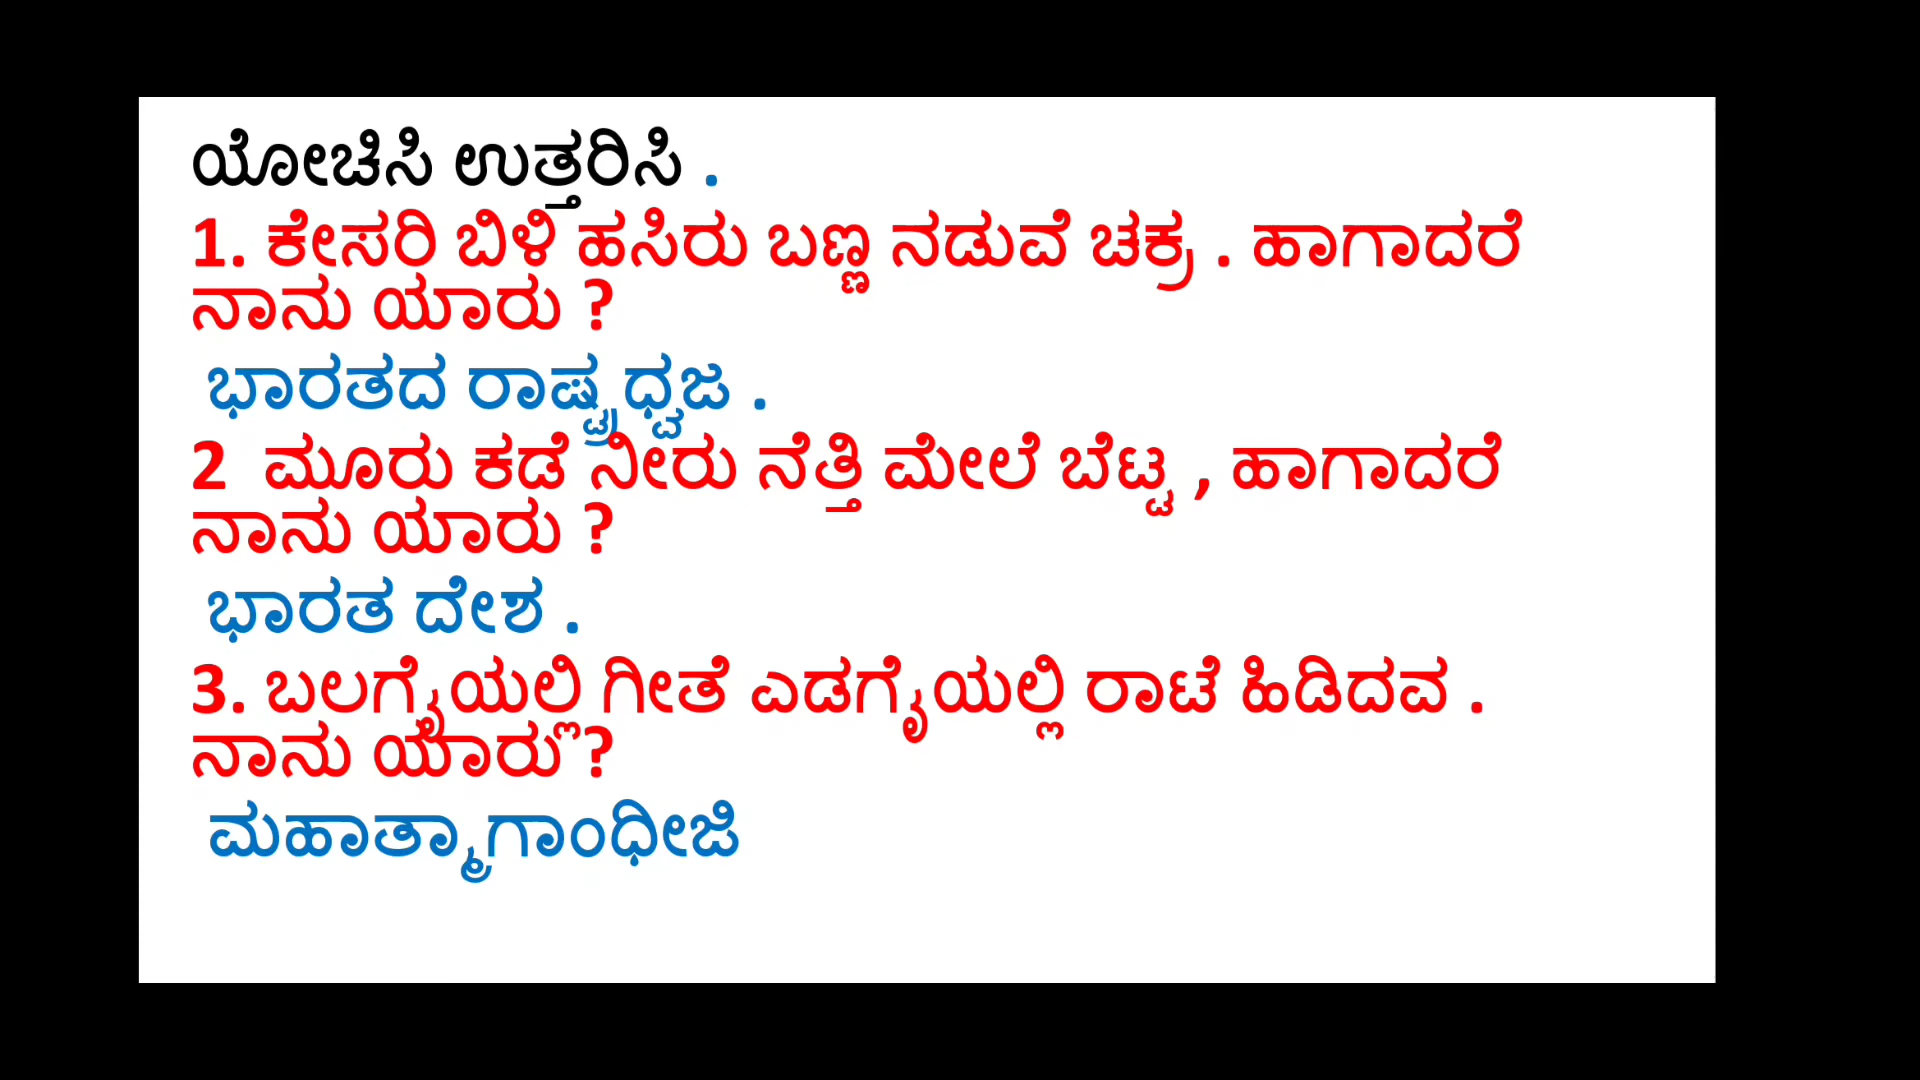 ಯೋಚಿಸಿ ಉತ್ತರಿಸಿ .
1. ಕೇಸರಿ ಬಿಳಿ ಹಸಿರು ಬಣ್ಣ ನಡುವೆ ಚಕ್ರ . ಹಾಗಾದರೆ
ನಾನು ಯಾರು ?
ಭಾರತದ ರಾಷ್ಟ್ರಧ್ವಜ .
2 ಮೂರು ಕಡೆ ನೀರು ನೆತ್ತಿ ಮೇಲೆ ಬೆಟ್ಟ , ಹಾಗಾದರೆ
ನಾನು ಯಾರು ?
ಭಾರತ ದೇಶ .
3. ಬಲಗೈಯಲ್ಲಿ ಗೀತೆ ಎಡಗೈಯಲ್ಲಿ ರಾಟೆ ಹಿಡಿದವ .
ನಾನು ಯಾರು ?
ಮಹಾತ್ಮಾಗಾಂಧೀಜಿ